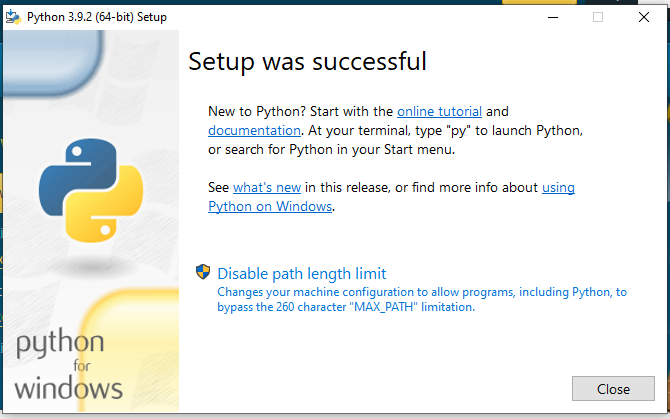 Python 3.9.2 (64-bit) Setup
Setup was successful
New to Python? Start with the online tutorial and
documentation. At your terminal, type "py" to launch Python,
or search for Python in your Start menu.
See what's new in this release, or find more info about using
Python on Windows.
Disable path length limit
Changes your machine configuration to allow programs, including Python, to
bypass the 260 character "MAX_PATH" limitation.
python
for
windows
Close